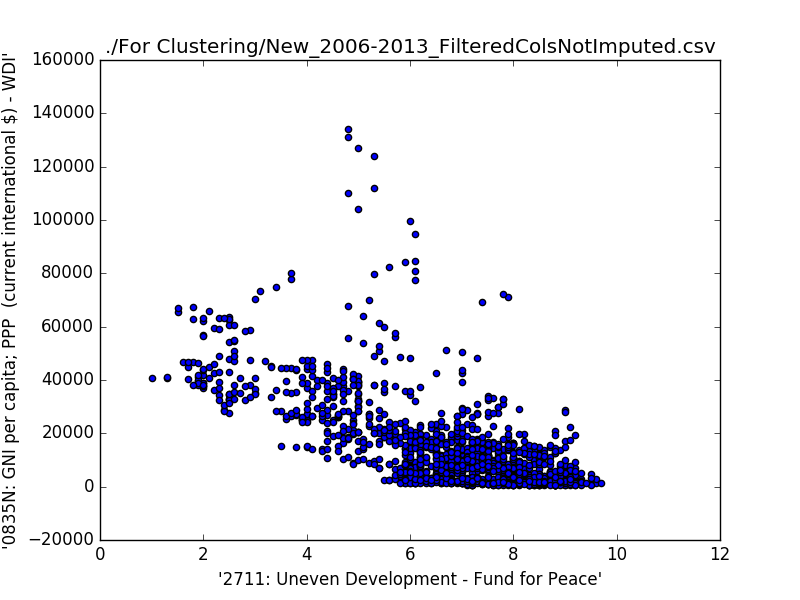 ./For Clustering/New_2006-2013_FilteredColsNotImputed.csv
'0835N: GNI per capita; PPP  (current international $) - WDI'
160000
140000
120000
100000
80000
60000
40000
20000
0
−20000
0 2 4 6 8 10 12
'2711: Uneven Development - Fund for Peace'